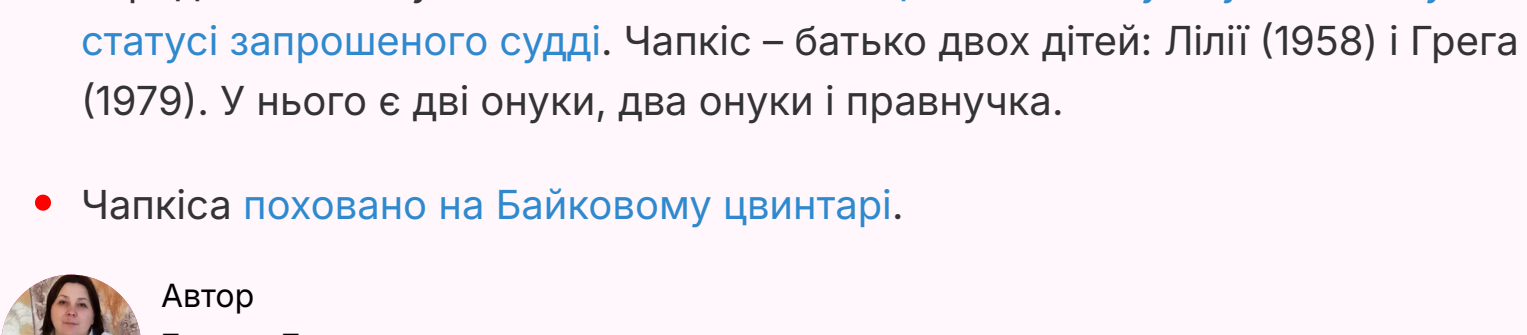 статусі запрошеного судді. Чапкіс – батько двох дітей: Лілії (1958) і Грега
(1979). У нього є дві онуки, два онуки і правнучка.
Чапкіса поховано на Байковому цвинтарі.
Автор